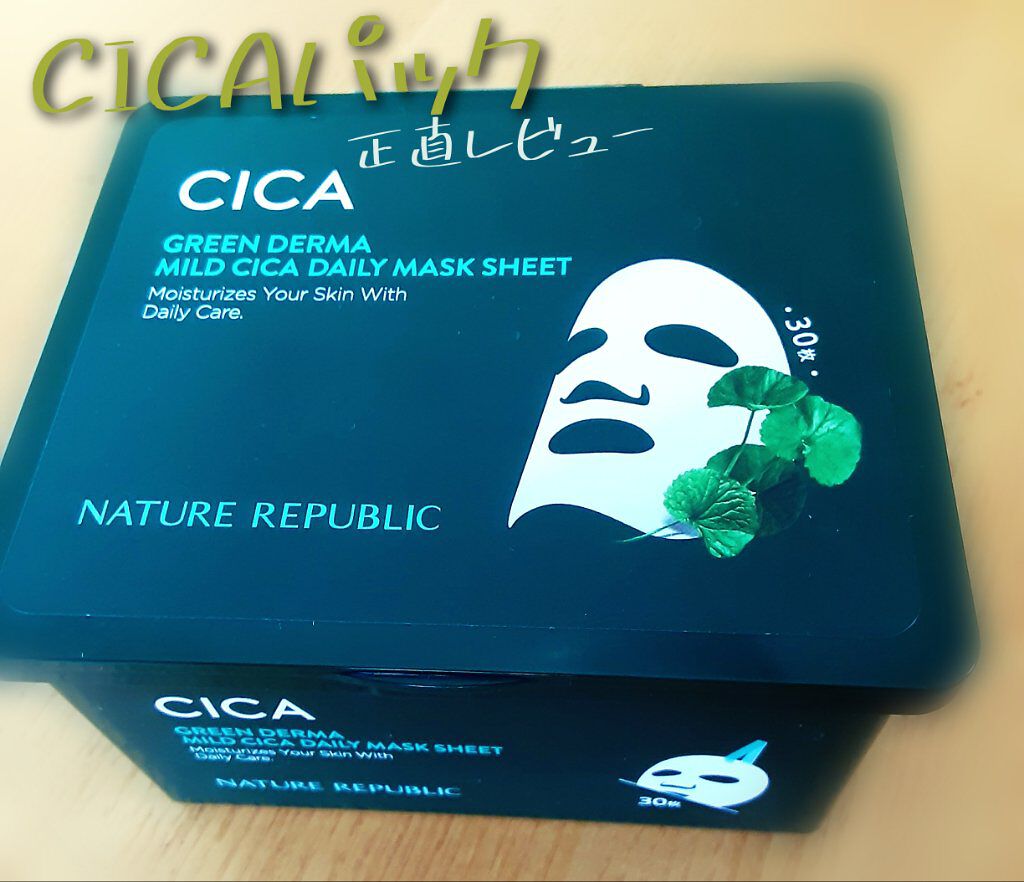 CICAパック
正直レビュー
CICA
GREEN DERMA
MILD CICA DAILY MASK SHEET
Moisturizes Your Skin With
Daily Care.
·30枚·
NATURE REPUBLIC
CICA
GREEN DERMA
MILD CICA DAILY MASK SHEET
Moisturizes Your Skin With
Daily Care.
NATURE REPUBLIC
30枚